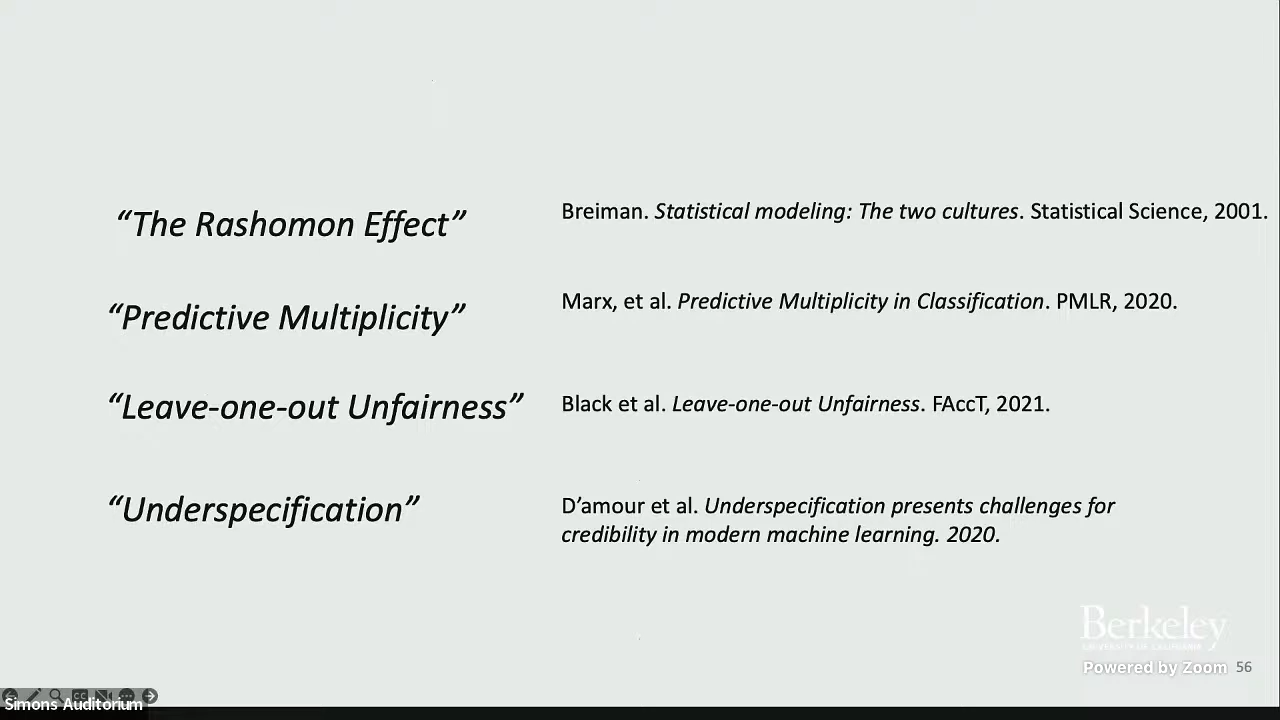 “The Rashomon Effect”
Breiman. Statistical modeling: The two cultures. Statistical Science, 2001.
“Predictive Multiplicity”
Marx, et al. Predictive Multiplicity in Classification. PMLR, 2020.
“Leave-one-out Unfairness”
Black et al. Leave-one-out Unfairness. FAccT, 2021.
“Underspecification”
D’amour et al. Underspecification presents challenges for
credibility in modern machine learning. 2020.
Berkeley
UNIVERSITY OF CALIFORNIA
Powered by Zoom
56
Simons Auditorium